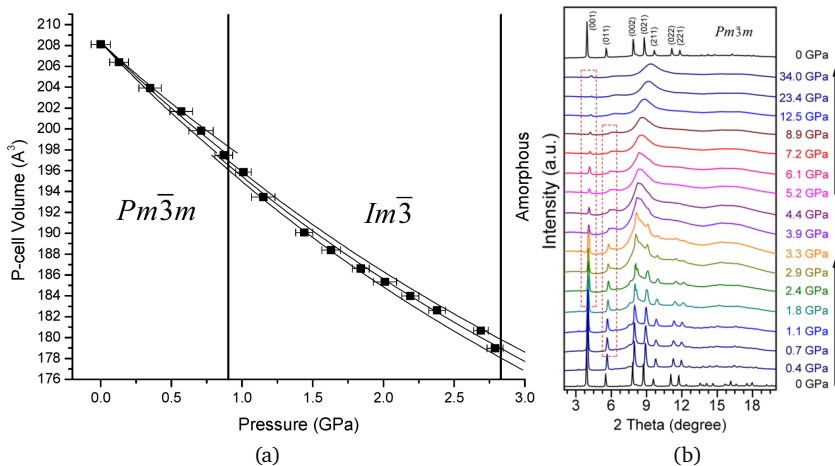 210
208
206
204
202
200
198
196
194
192
190
188
186
184
182
180
178
176
P-cell Volume (Å³)
Pm3̅m
Im3̅
Amorphous
0.0 0.5 1.0 1.5 2.0 2.5 3.0
Pressure (GPa)
(a)
(b)
Intensity (a.u.)
(001)
(011)
(002)
(021)
(211)
(022)
(221)
Pm3̅m
0 GPa
34.0 GPa
23.4 GPa
12.5 GPa
8.9 GPa
7.2 GPa
6.1 GPa
5.2 GPa
4.4 GPa
3.9 GPa
3.3 GPa
2.9 GPa
2.4 GPa
1.8 GPa
1.1 GPa
0.7 GPa
0.4 GPa
0 GPa
3 6 9 12 15 18
2 Theta (degree)
(b)